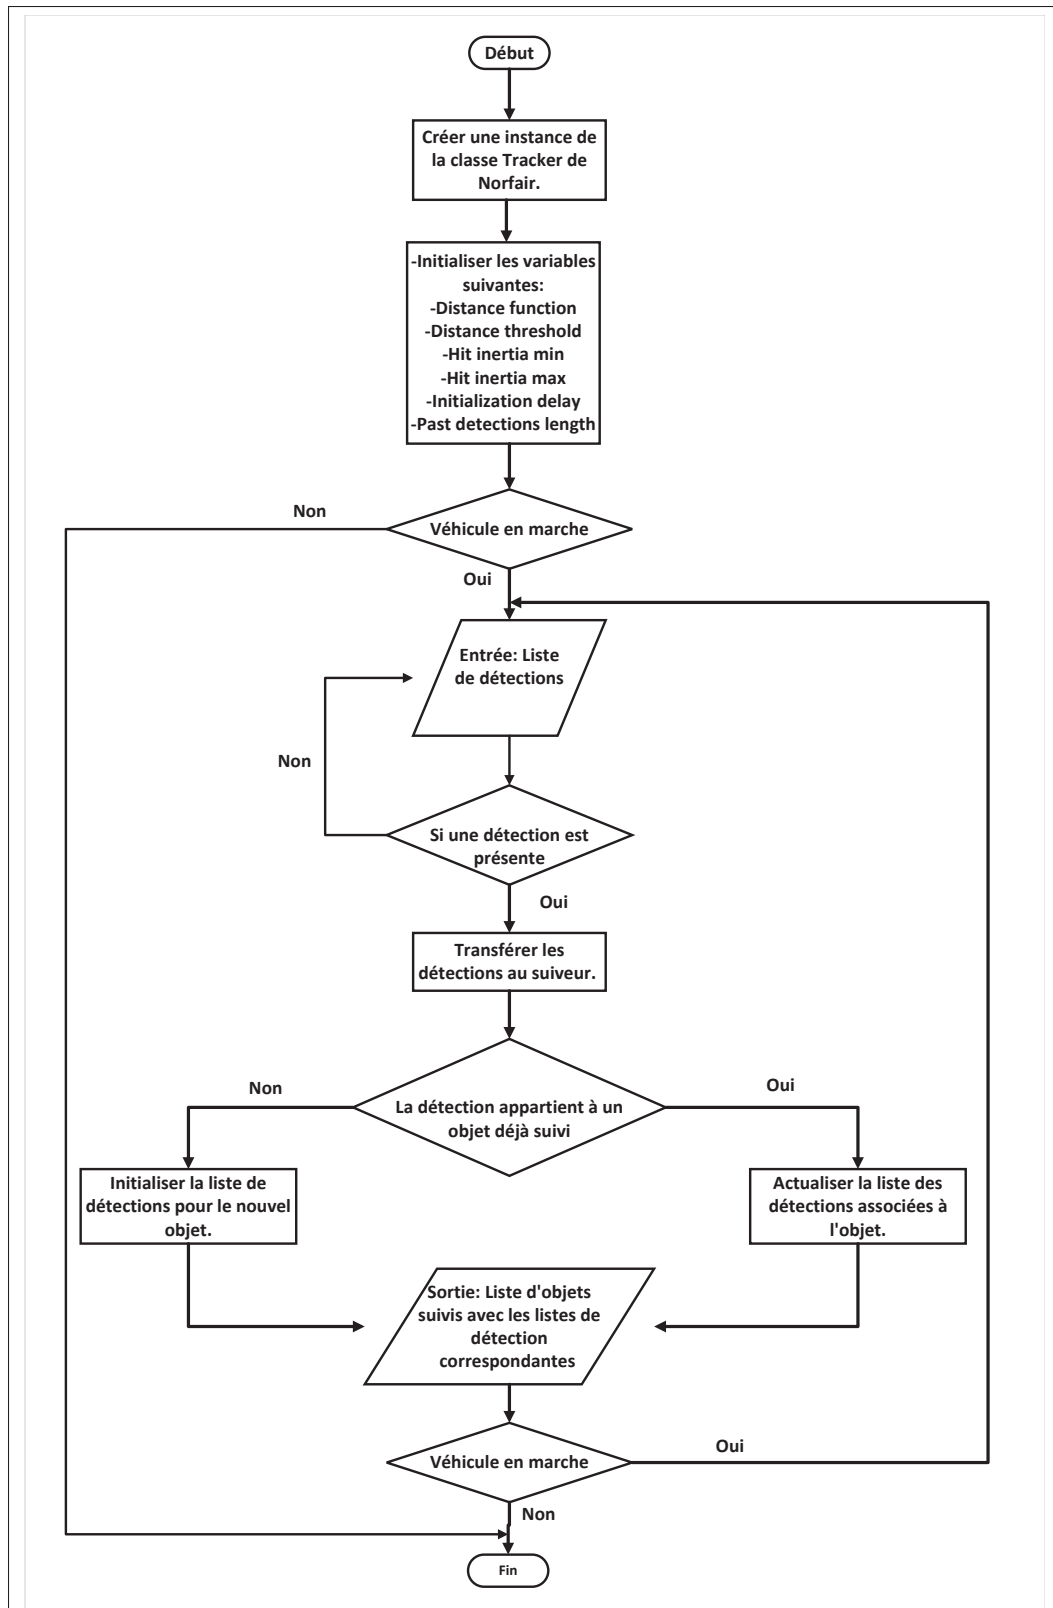 Début
Créer une instance de
la classe Tracker de
Norfair.
-Initialiser les variables
suivantes:
-Distance function
-Distance threshold
-Hit inertia min
-Hit inertia max
-Initialization delay
-Past detections length
Non
Véhicule en marche
Oui
Entrée: Liste
de détections
Non
Si une détection est
présente
Oui
Transférer les
détections au suiveur.
Non
Oui
La détection appartient à un
objet déjà suivi
Initialiser la liste de
détections pour le nouvel
objet.
Actualiser la liste des
détections associées à
l'objet.
Sortie: Liste d'objets
suivis avec les listes de
détection
correspondantes
Véhicule en marche
Oui
Non
Fin